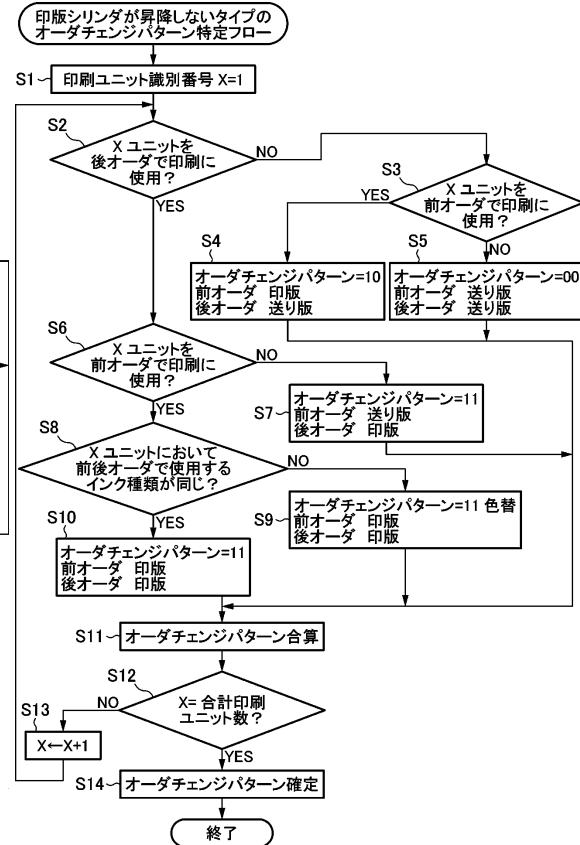 印版シリンダが昇降しないタイプの
オーダチェンジパターン特定フロー
S1
印刷ユニット識別番号 X=1
S2
X ユニットを
後オーダで印刷に
使用？
NO
YES
S3
X ユニットを
前オーダで印刷に
使用？
YES
NO
S4
オーダチェンジパターン=10
前オーダ 印版
後オーダ 送り版
S5
オーダチェンジパターン=00
前オーダ 送り版
後オーダ 送り版
S6
X ユニットを
前オーダで印刷に
使用？
NO
YES
S7
オーダチェンジパターン=11
前オーダ 送り版
後オーダ 印版
S8
X ユニットにおいて
前後オーダで使用する
インク種類が同じ？
NO
YES
S9
オーダチェンジパターン=11 色替
前オーダ 印版
後オーダ 印版
S10
オーダチェンジパターン=11
前オーダ 印版
後オーダ 印版
S11
オーダチェンジパターン合算
S12
X= 合計印刷
ユニット数？
NO
YES
S13
X←X+1
S14
オーダチェンジパターン確定
終了